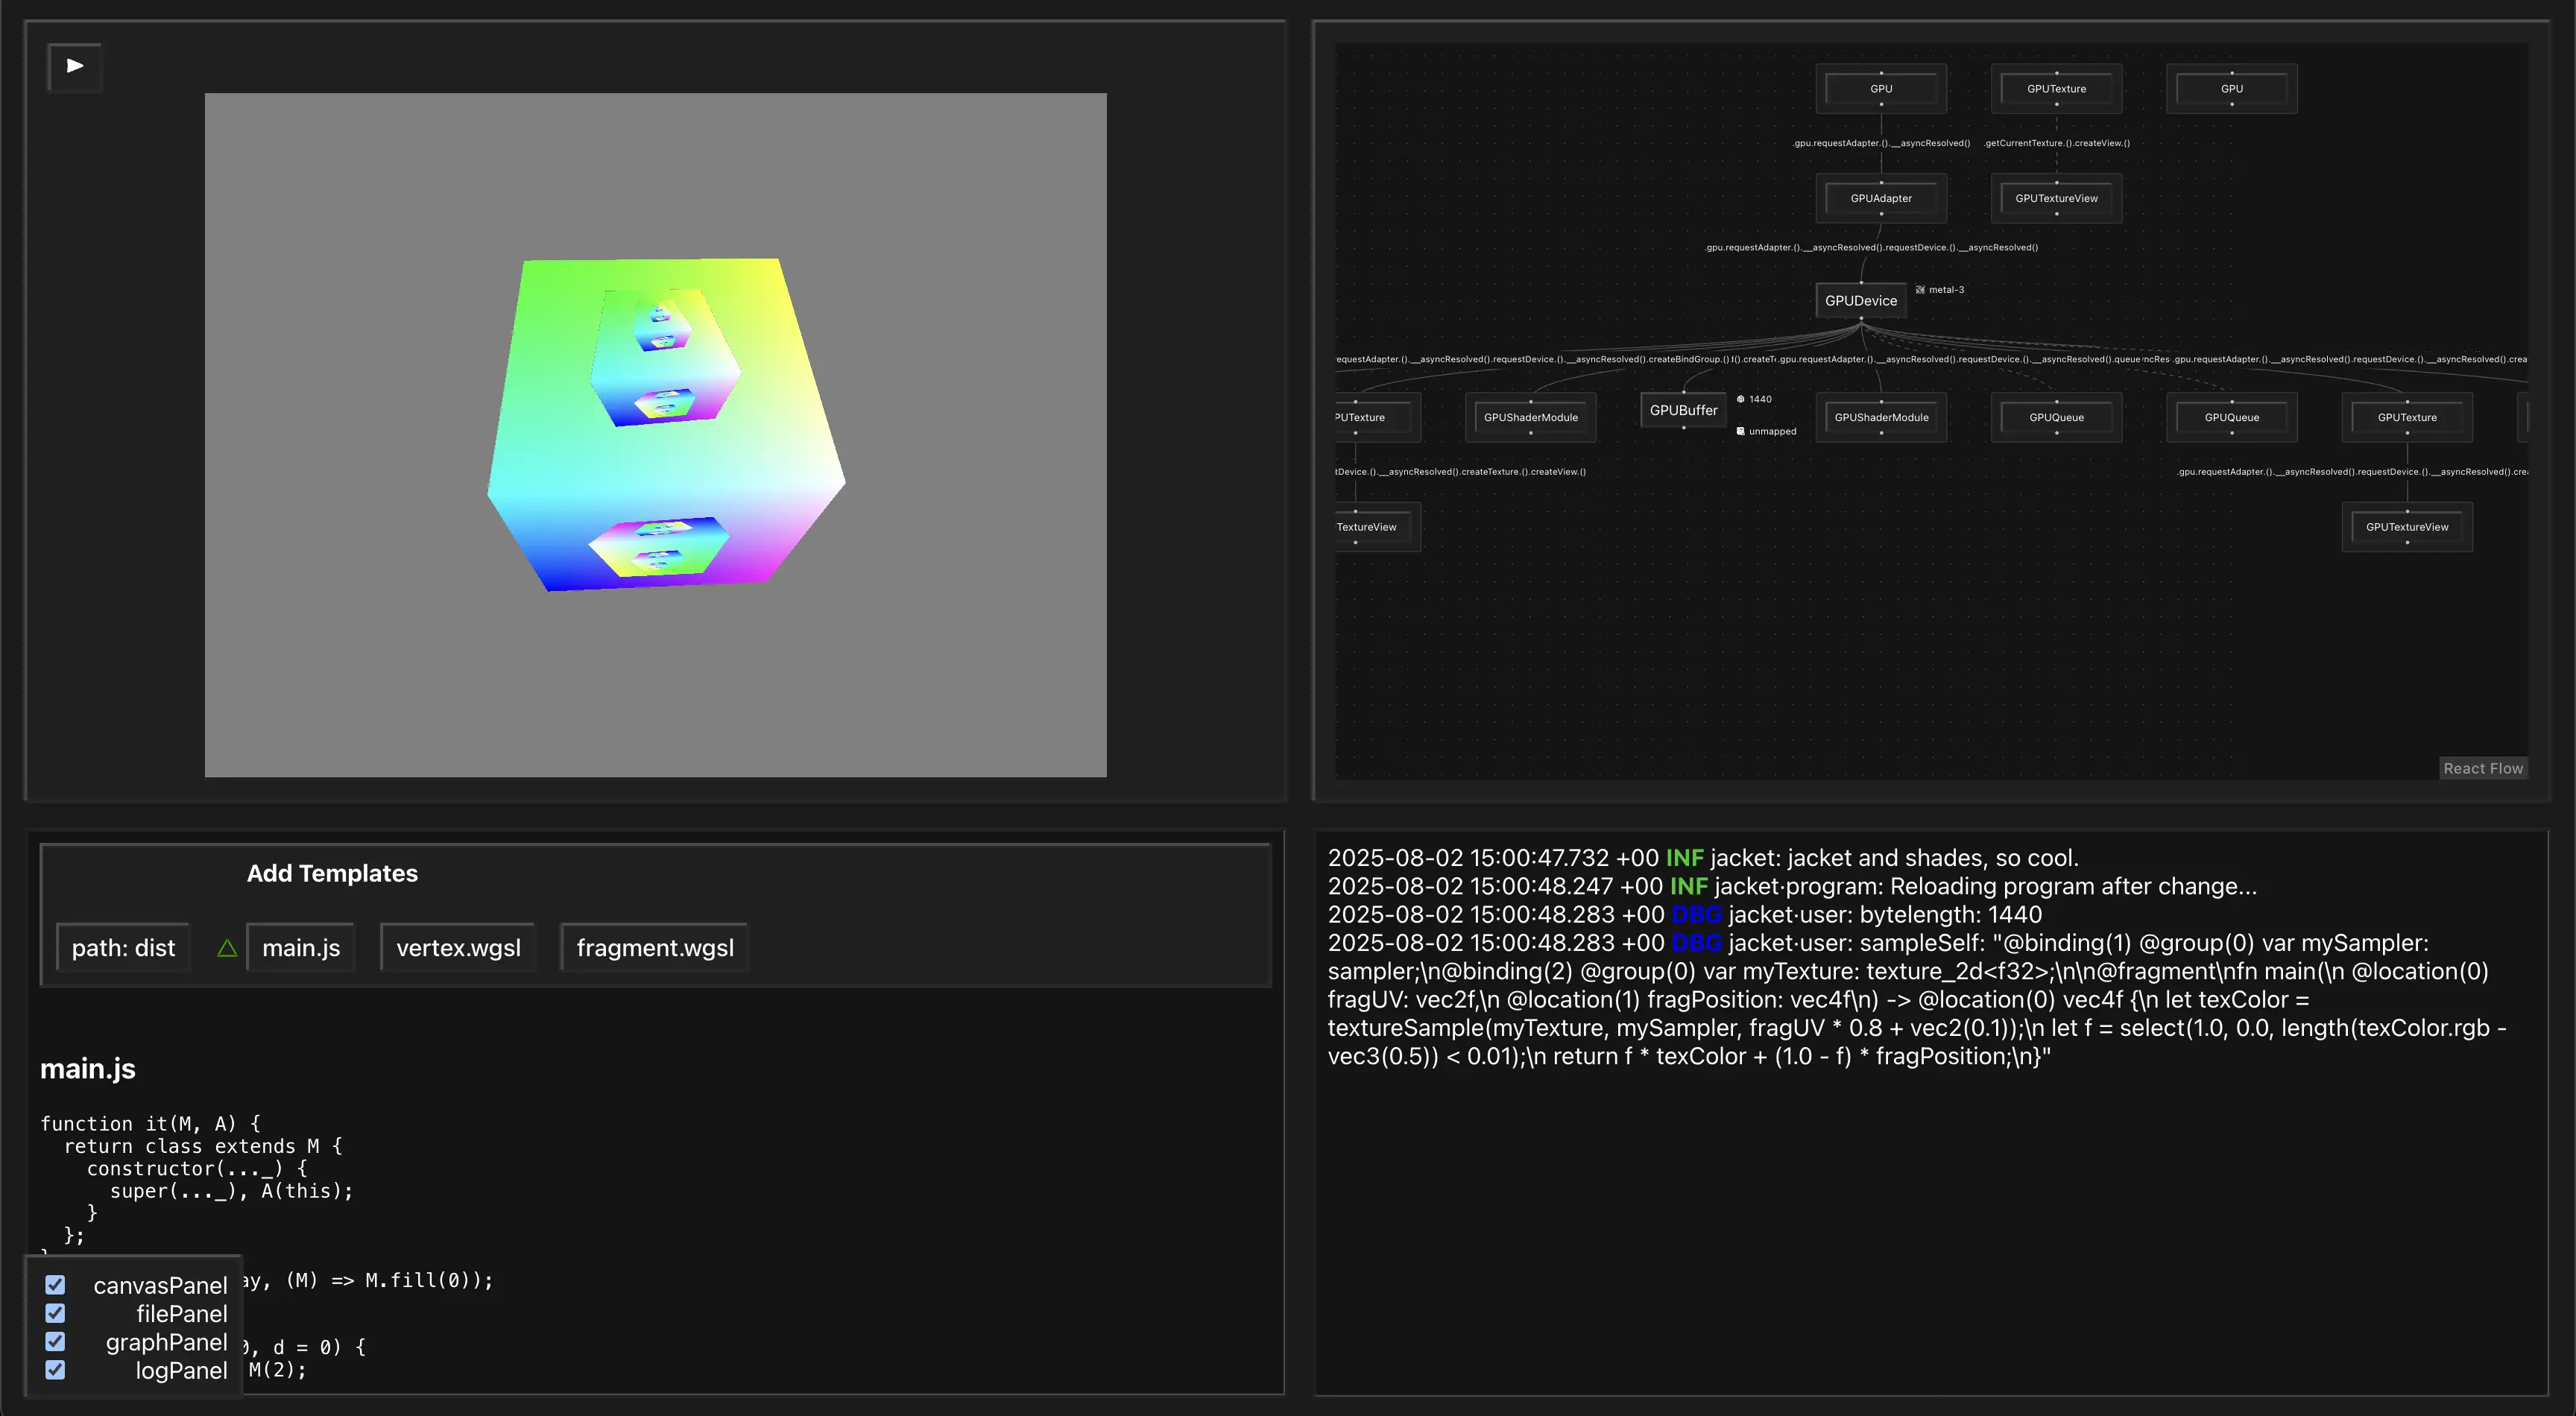 GPU
GPUTexture
GPU
.gpu.requestAdapter.().__asyncResolved()
.getCurrentTexture.().createView.()
GPUAdapter
GPUTextureView
.gpu.requestAdapter.().__asyncResolved().requestDevice.().__asyncResolved()
GPUDevice
metal-3
requestAdapter.().__asyncResolved().requestDevice.().__asyncResolved().createBindGroup.()
.gpu.requestAdapter.().__asyncResolved().requestDevice.().__asyncResolved().queue
.gpu.requestAdapter.().__asyncResolved().requestDevice.().__asyncResolved().crea
PUTexture
GPUShaderModule
GPUBuffer
1440
unmapped
GPUShaderModule
GPUQueue
GPUQueue
GPUTexture
tDevice.().__asyncResolved().createTexture.().createView.()
.gpu.requestAdapter.().__asyncResolved().requestDevice.().__asyncResolved().crea
TextureView
GPUTextureView
React Flow
Add Templates
path: dist
△ main.js
vertex.wgsl
fragment.wgsl
main.js
function it(M, A) {
return class extends M {
constructor(..._) {
super(..._), A(this);
}
};
}
ay, (M) => M.fill(0));
0, d = 0) {
M(2);
canvasPanel
filePanel
graphPanel
logPanel
2025-08-02 15:00:47.732 +00 INF jacket: jacket and shades, so cool.
2025-08-02 15:00:48.247 +00 INF jacket·program: Reloading program after change...
2025-08-02 15:00:48.283 +00 DBG jacket·user: bytelength: 1440
2025-08-02 15:00:48.283 +00 DBG jacket·user: sampleSelf: "@binding(1) @group(0) var mySampler:
sampler;\n@binding(2) @group(0) var myTexture: texture_2d<f32>;\n\n@fragment\nfn main(\n @location(0)
fragUV: vec2f,\n @location(1) fragPosition: vec4f\n) -> @location(0) vec4f {\n let texColor =
textureSample(myTexture, mySampler, fragUV * 0.8 + vec2(0.1));\n let f = select(1.0, 0.0, length(texColor.rgb -
vec3(0.5)) < 0.01);\n return f * texColor + (1.0 - f) * fragPosition;\n}"